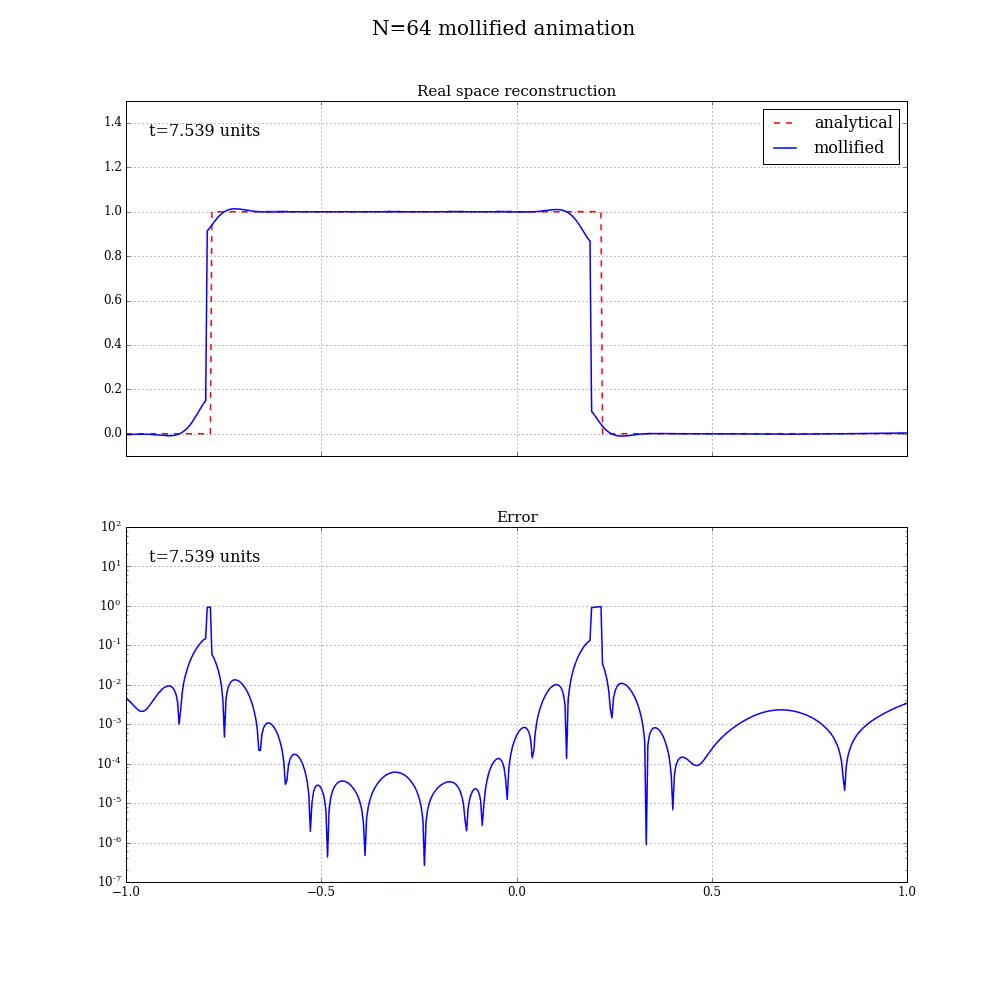 N=64 mollified animation
Real space reconstruction
t=7.539 units
analytical
mollified
1.4
1.2
1.0
0.8
0.6
0.4
0.2
0.0
Error
t=7.539 units
10²
10¹
10⁰
10⁻¹
10⁻²
10⁻³
10⁻⁴
10⁻⁵
10⁻⁶
10⁻⁷
−1.0 −0.5 0.0 0.5 1.0